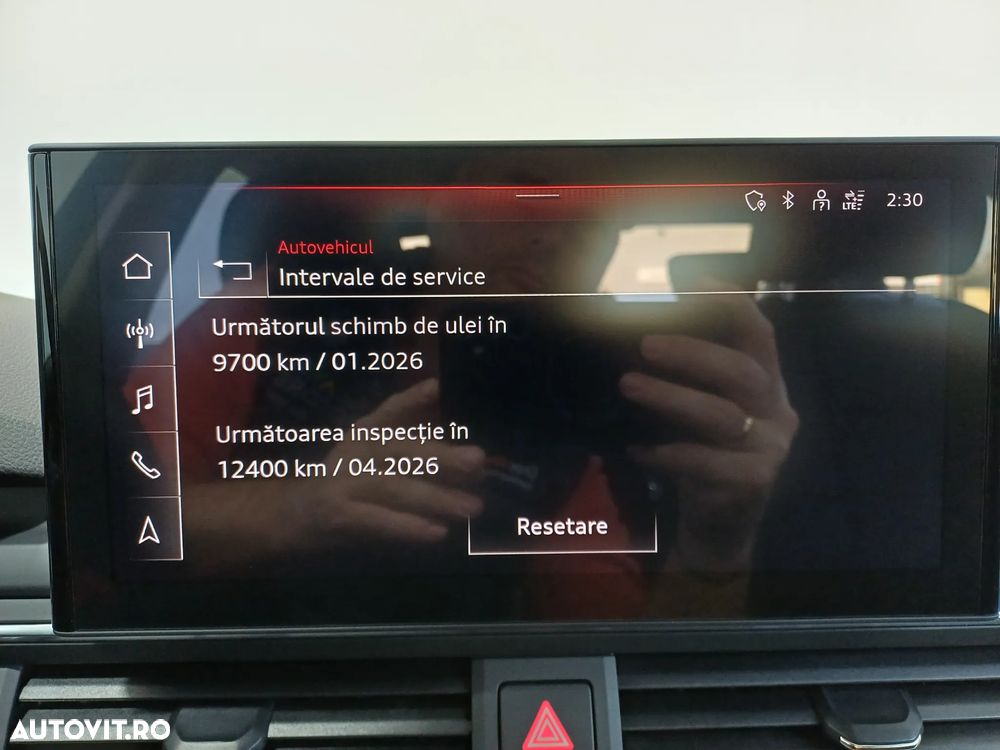 LTE
2:30
Autovehicul
Intervale de service
Următorul schimb de ulei în
9700 km / 01.2026
Următoarea inspecție în
12400 km / 04.2026
Resetare
AUTOVIT.RO